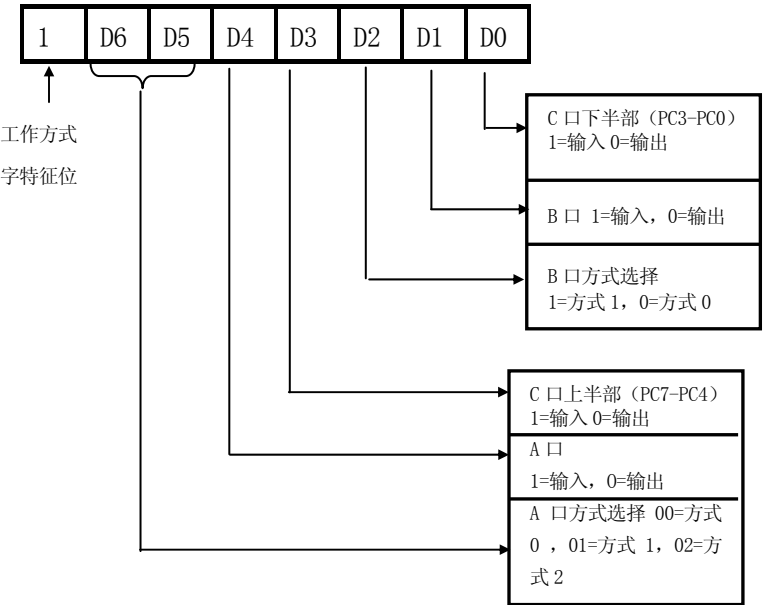 1 D6 D5 D4 D3 D2 D1 D0
工作方式
字特征位
C 口下半部（PC3-PC0）
1=输入 0=输出
B 口 1=输入，0=输出
B 口方式选择
1=方式 1，0=方式 0
C 口上半部（PC7-PC4）
1=输入 0=输出
A 口
1=输入，0=输出
A 口方式选择 00=方式
0 ，01=方式 1，02=方
式 2